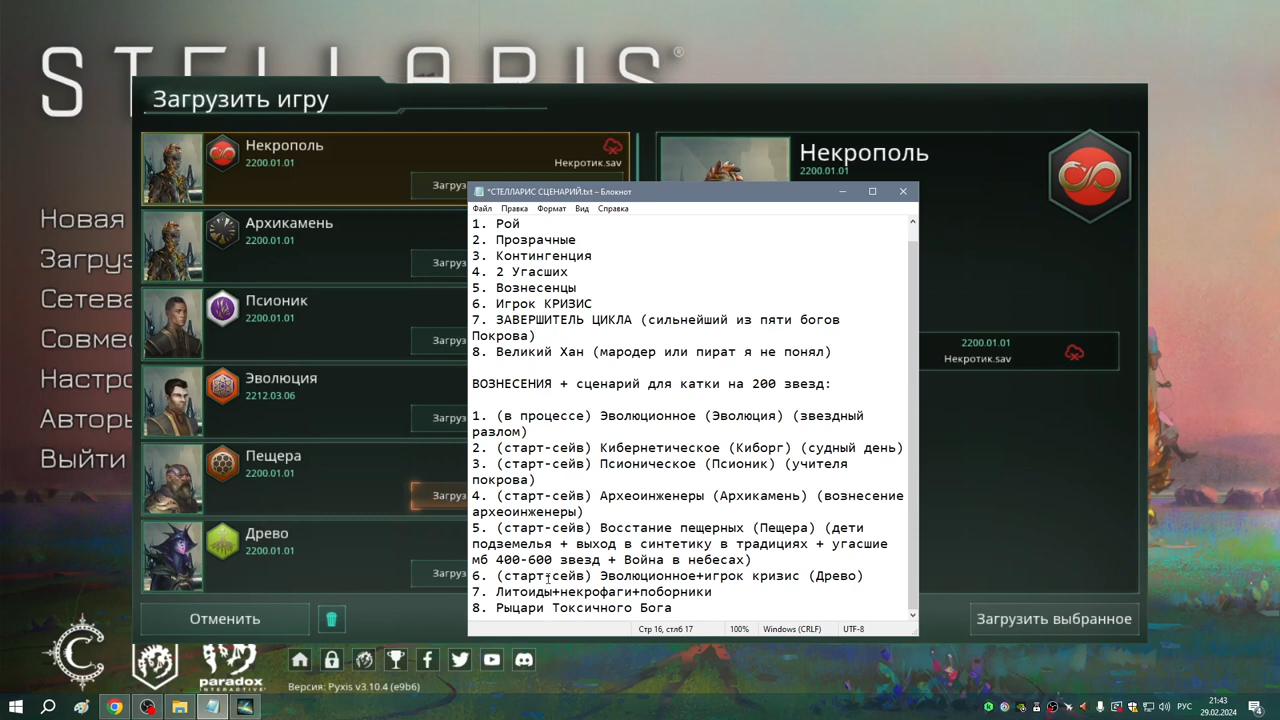 STELLARIS®
Загрузить игру
Некрополь
2200.01.01
Некротик.sav
Загруз
Архикамень
2200.01.01
Загруз
Псионик
2200.01.01
Загруз
Эволюция
2212.03.06
Загруз
Пещера
2200.01.01
Загруз
Древо
2200.01.01
Загруз
Отменить
Некрополь
2200.01.01
2200.01.01
Некротик.sav
Загрузить выбранное
Новая
Загруз
Сетева
Совмес
Настро
Авторы
Выйти
*СТЕЛЛАРИС СЦЕНАРИЙ.txt – Блокнот
Файл Правка Формат Вид Справка
1. Рой
2. Прозрачные
3. Контингенция
4. 2 Угасших
5. Вознесенцы
6. Игрок КРИЗИС
7. ЗАВЕРШИТЕЛЬ ЦИКЛА (сильнейший из пяти богов
Покрова)
8. Великий Хан (мародер или пират я не понял)
ВОЗНЕСЕНИЯ + сценарий для катки на 200 звезд:
1. (в процессе) Эволюционное (Эволюция) (звездный
разлом)
2. (старт-сейв) Кибернетическое (Киборг) (судный день)
3. (старт-сейв) Псионическое (Псионик) (учителя
покрова)
4. (старт-сейв) Археоинженеры (Архикамень) (вознесение
археоинженеры)
5. (старт-сейв) Восстание пещерных (Пещера) (дети
подземелья + выход в синтетику в традициях + угасшие
мб 400-600 звезд + Война в небесах)
6. (старт-сейв) Эволюционное+игрок кризис (Древо)
7. Литоиды+некрофаги+поборники
8. Рыцари Токсичного Бога
Стр 16, стлб 17 100% Windows (CRLF) UTF-8
paradox
INTERACTIVE
Версия: Pyxis v3.10.4 (e9b6)
РУС
21:43
29.02.2024
4